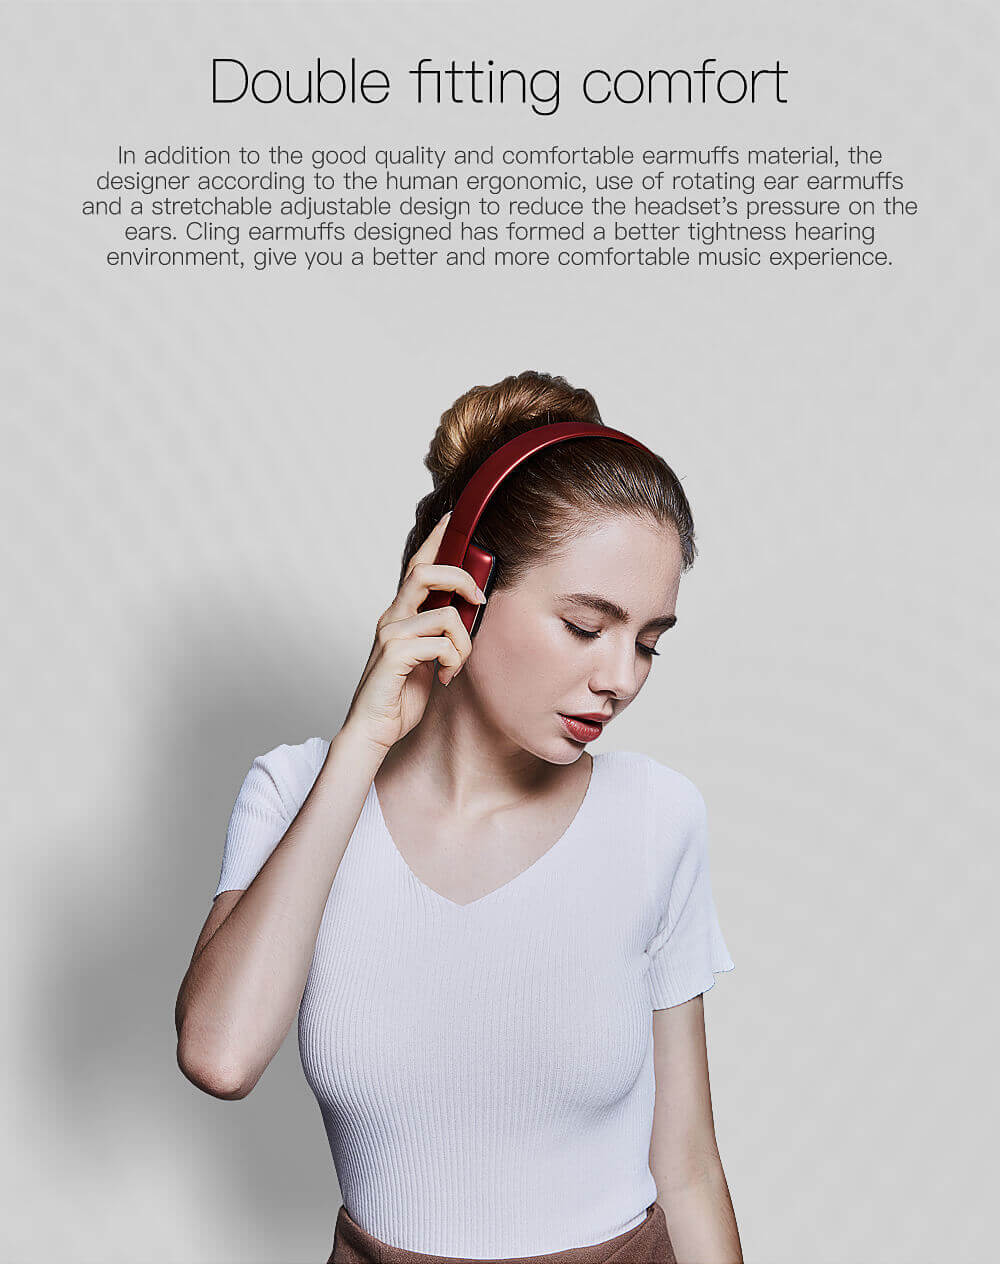 Double fitting comfort
In addition to the good quality and comfortable earmuffs material, the
designer according to the human ergonomic, use of rotating ear earmuffs
and a stretchable adjustable design to reduce the headset's pressure on the
ears. Cling earmuffs designed has formed a better tightness hearing
environment, give you a better and more comfortable music experience.